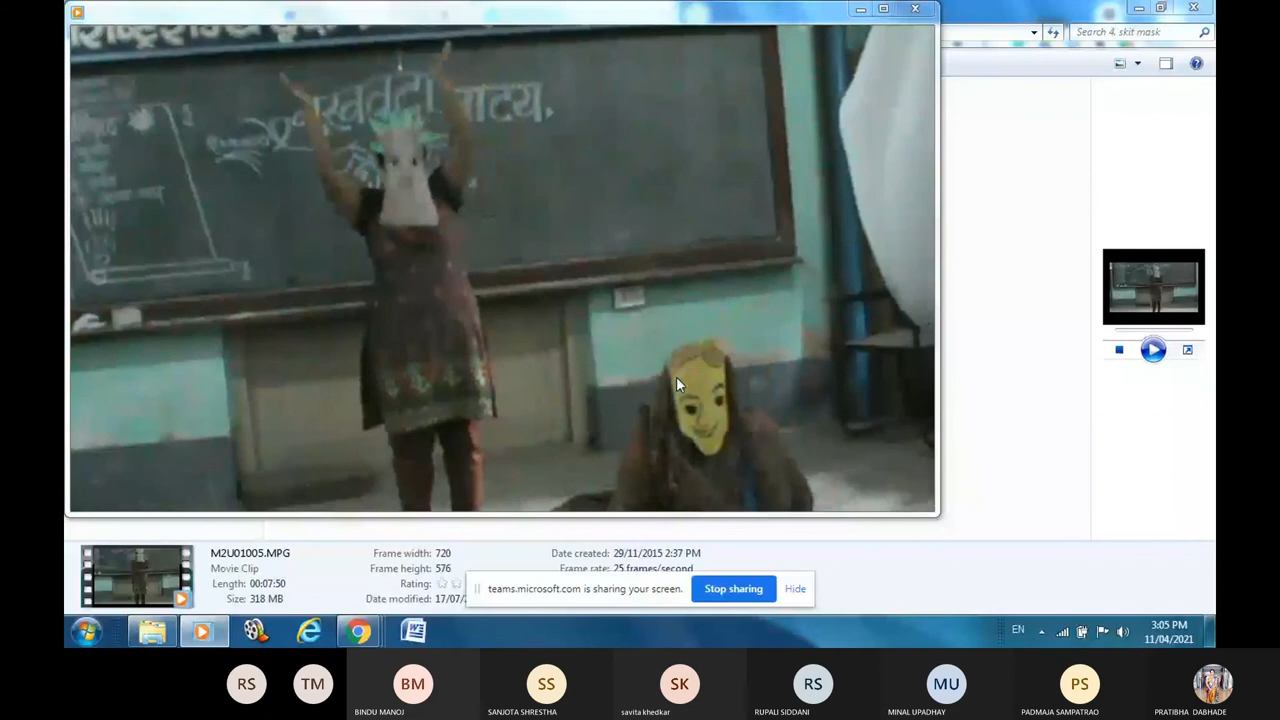 Search 4. skit mask
नाट्य.
M2U01005.MPG
Movie Clip
Length: 00:07:50
Size: 318 MB
Frame width: 720
Frame height: 576
Rating:
Date modified: 17/07/
Date created: 29/11/2015 2:37 PM
Frame rate: 25 frames/second
teams.microsoft.com is sharing your screen.
Stop sharing
Hide
EN
3:05 PM
11/04/2021
RS
TM
BM
SS
SK
RS
MU
PS
BINDU MANOJ
SANJOTA SHRESTHA
savita khedkar
RUPALI SIDDANI
MINAL UPADHAY
PADMAJA SAMPATRAO
PRATIBHA DABHADE